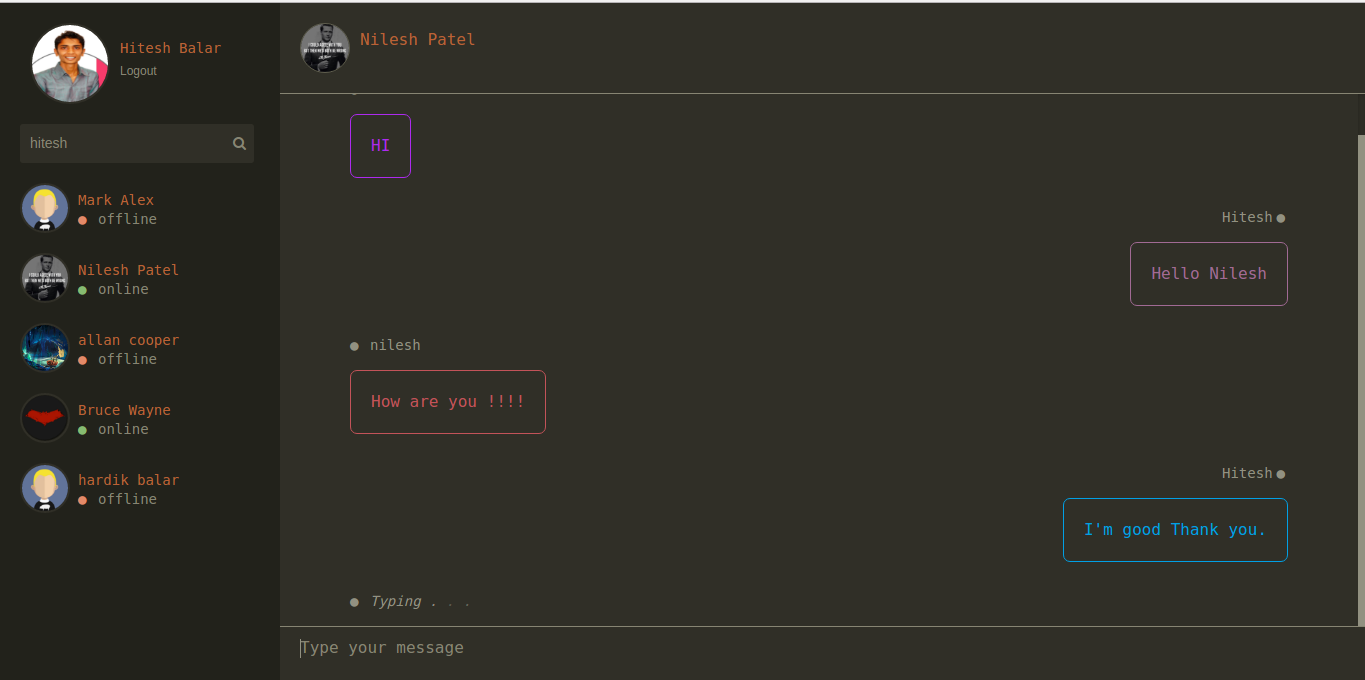 Hitesh Balar
Logout
hitesh
Mark Alex
offline
Nilesh Patel
online
allan cooper
offline
Bruce Wayne
online
hardik balar
offline
Nilesh Patel
HI
Hitesh
Hello Nilesh
nilesh
How are you !!!!
Hitesh
I'm good Thank you.
Typing . . .
Type your message